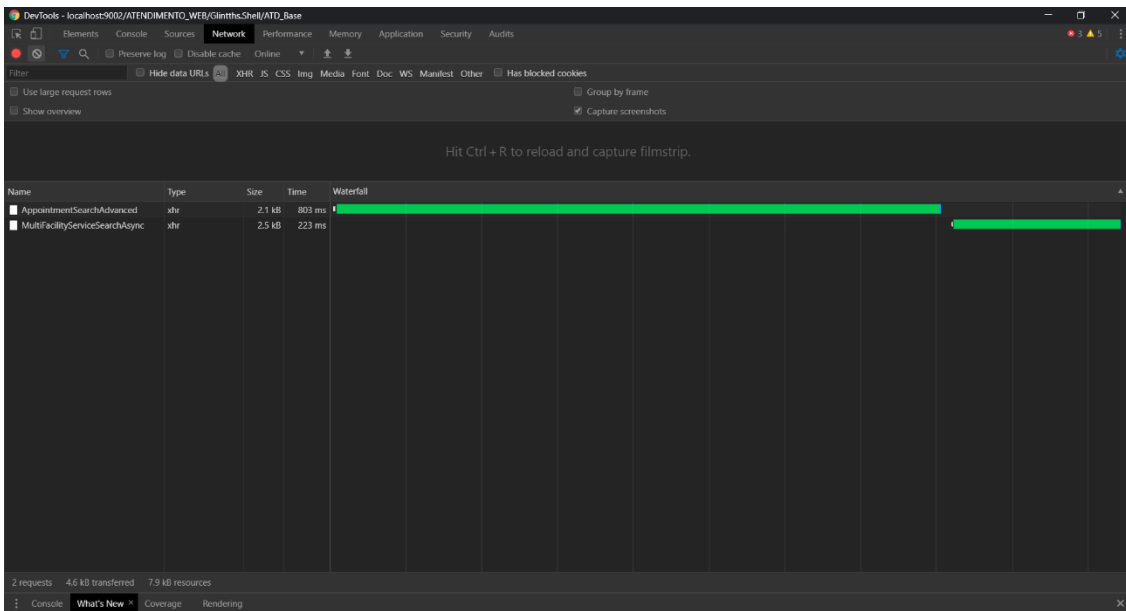 DevTools - localhost:9002/ATENDIMENTO_WEB/Glintths.Shell/ATD_Base
Elements Console Sources Network Performance Memory Application Security Audits 3 5
Preserve log Disable cache Online
Filter Hide data URLs All XHR JS CSS Img Media Font Doc WS Manifest Other Has blocked cookies
Use large request rows Group by frame
Show overview Capture screenshots
Hit Ctrl + R to reload and capture filmstrip.
Name Type Size Time Waterfall
AppointmentSearchAdvanced xhr 2.1 kB 803 ms
MultiFacilityServiceSearchAsync xhr 2.5 kB 223 ms
2 requests 4.6 kB transferred 7.9 kB resources
Console What's New × Coverage Rendering